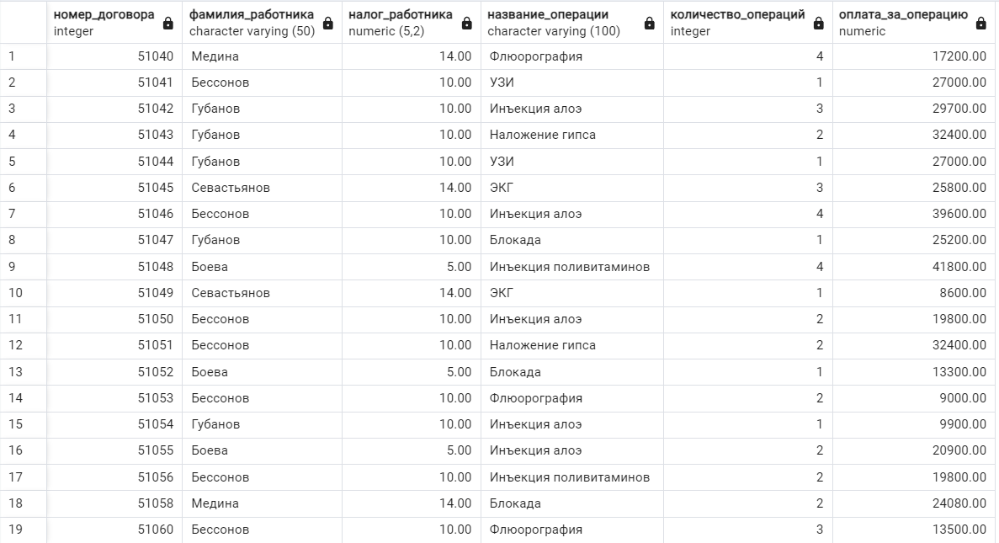 номер_договора фамилия_работника налог_работника название_операции количество_операций оплата_за_операцию
integer character varying (50) numeric (5,2) character varying (100) integer numeric
1 51040 Медина 14.00 Флюорография 4 17200.00
2 51041 Бессонов 10.00 УЗИ 1 27000.00
3 51042 Губанов 10.00 Инъекция алоэ 3 29700.00
4 51043 Губанов 10.00 Наложение гипса 2 32400.00
5 51044 Губанов 10.00 УЗИ 1 27000.00
6 51045 Севастьянов 14.00 ЭКГ 3 25800.00
7 51046 Бессонов 10.00 Инъекция алоэ 4 39600.00
8 51047 Губанов 10.00 Блокада 1 25200.00
9 51048 Боева 5.00 Инъекция поливитаминов 4 41800.00
10 51049 Севастьянов 14.00 ЭКГ 1 8600.00
11 51050 Бессонов 10.00 Инъекция алоэ 2 19800.00
12 51051 Бессонов 10.00 Наложение гипса 2 32400.00
13 51052 Боева 5.00 Блокада 1 13300.00
14 51053 Бессонов 10.00 Флюорография 2 9000.00
15 51054 Губанов 10.00 Инъекция алоэ 1 9900.00
16 51055 Боева 5.00 Инъекция алоэ 2 20900.00
17 51056 Бессонов 10.00 Инъекция поливитаминов 2 19800.00
18 51058 Медина 14.00 Блокада 2 24080.00
19 51060 Бессонов 10.00 Флюорография 3 13500.00